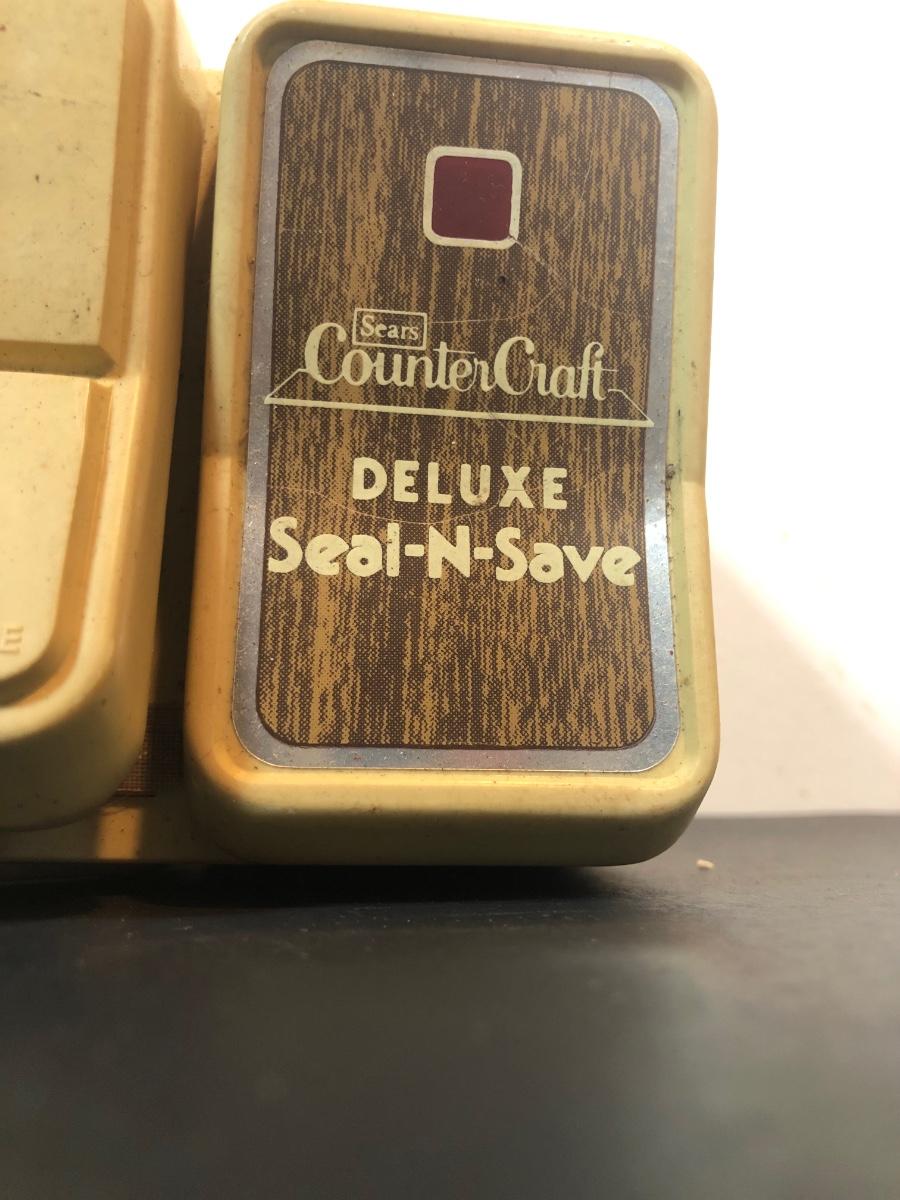 Sears
CounterCraft
DELUXE
Seal-N-Save
E